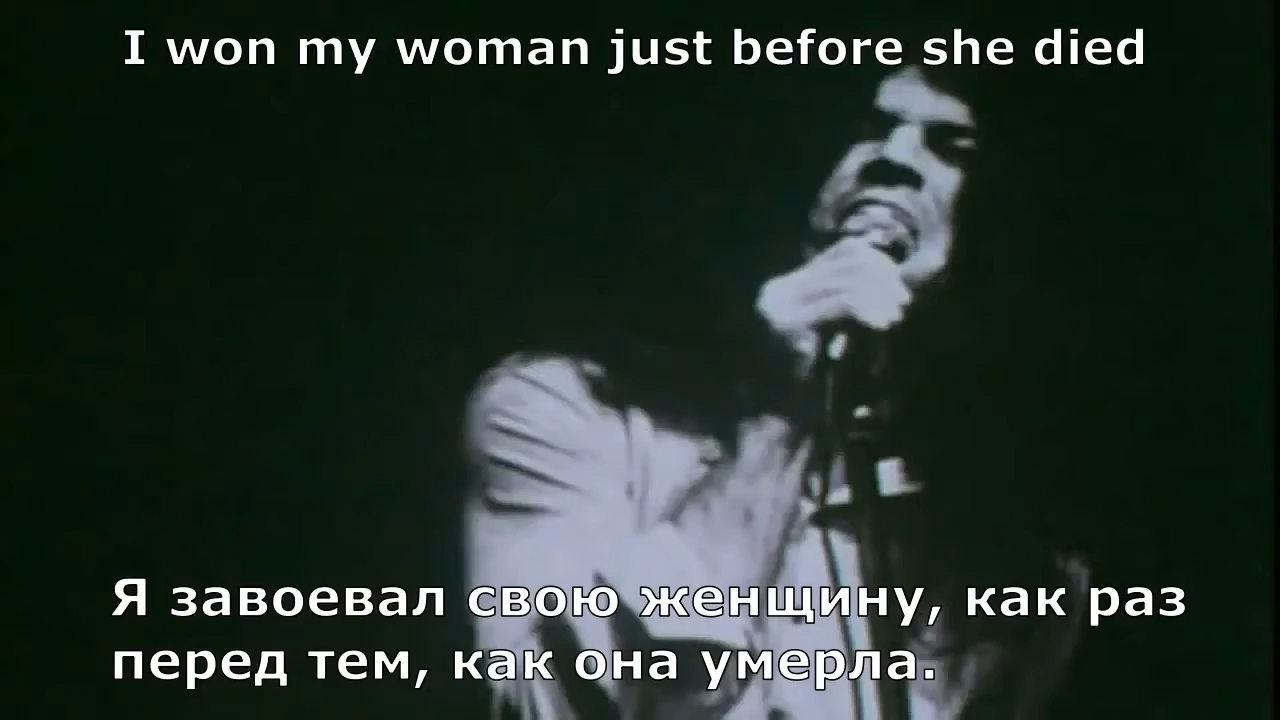 I won my woman just before she died
Я завоевал свою женщину, как раз
перед тем, как она умерла.